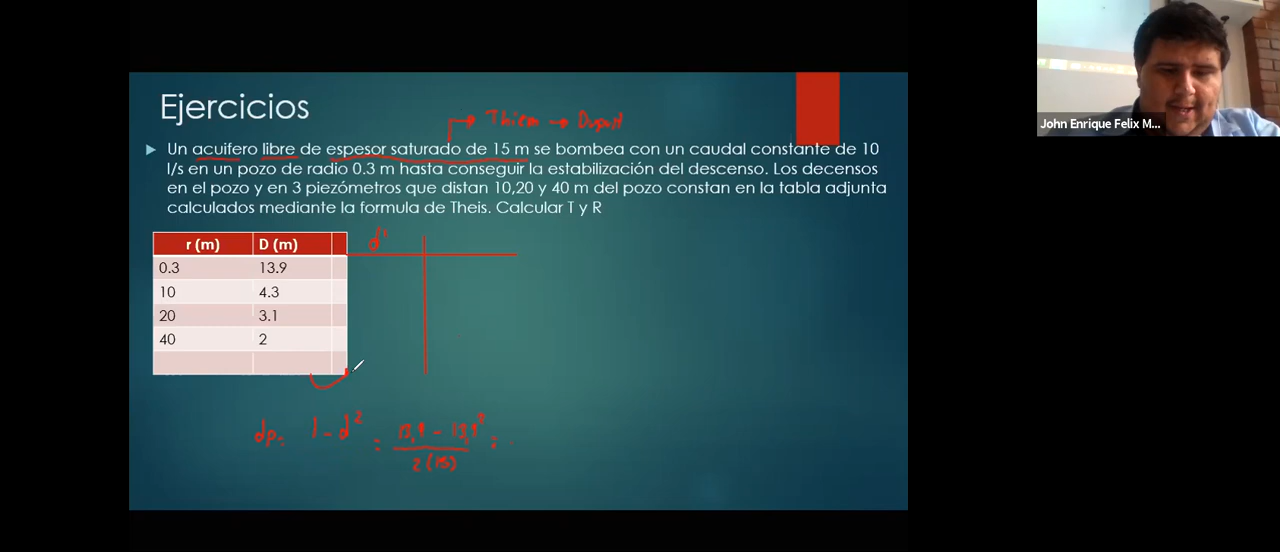 John Enrique Felix M...
Ejercicios
Thiem → Dupuit
Un acuifero libre de espesor saturado de 15 m se bombea con un caudal constante de 10
l/s en un pozo de radio 0.3 m hasta conseguir la estabilización del descenso. Los decensos
en el pozo y en 3 piezómetros que distan 10,20 y 40 m del pozo constan en la tabla adjunta
calculados mediante la formula de Theis. Calcular T y R
r (m) D (m) d'
0.3 13.9
10 4.3
20 3.1
40 2
dp= 1 - d² =
2 (15)